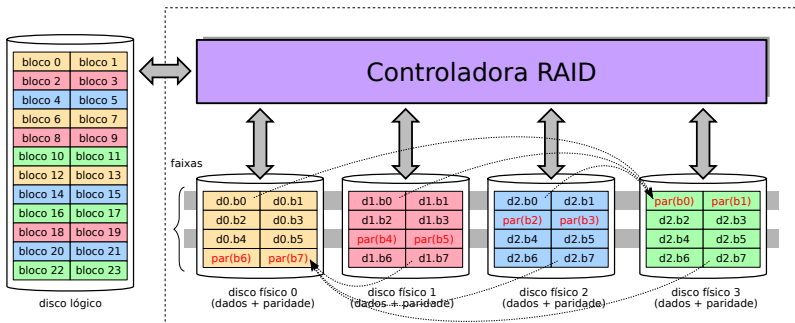 Controladora RAID
bloco 0 bloco 1
bloco 2 bloco 3
bloco 4 bloco 5
bloco 6 bloco 7
bloco 8 bloco 9
bloco 10 bloco 11
bloco 12 bloco 13
bloco 14 bloco 15
bloco 16 bloco 17
bloco 18 bloco 19
bloco 20 bloco 21
bloco 22 bloco 23
disco lógico
faixas
d0.b0 d0.b1
d0.b2 d0.b3
d0.b4 d0.b5
par(b6) par(b7)
disco físico 0
(dados + paridade)
d1.b0 d1.b1
d1.b2 d1.b3
par(b4) par(b5)
d1.b6 d1.b7
disco físico 1
(dados + paridade)
d2.b0 d2.b1
par(b2) par(b3)
d2.b4 d2.b5
d2.b6 d2.b7
disco físico 2
(dados + paridade)
par(b0) par(b1)
d2.b2 d2.b3
d2.b4 d2.b5
d2.b6 d2.b7
disco físico 3
(dados + paridade)